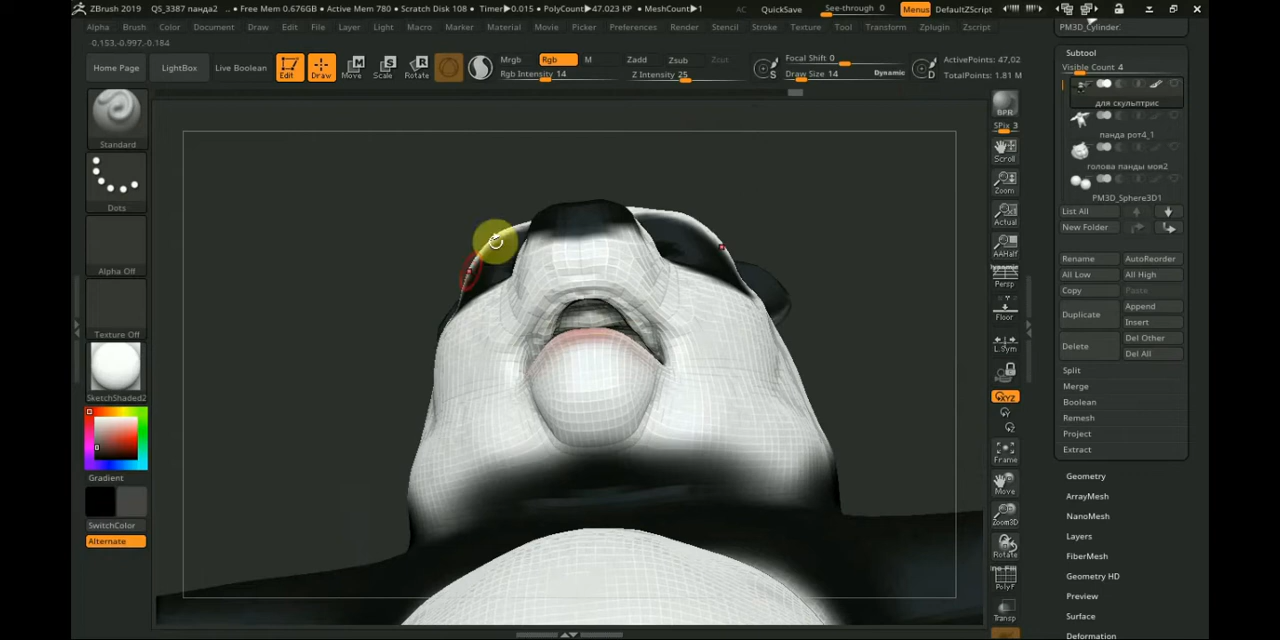 ZBrush 2019 QS_3387 панда2 • Free Mem 0.676GB • Active Mem 780 • Scratch Disk 108 • Timer▶0.015 • PolyCount▶47.023 KP • MeshCount▶1 AC QuickSave See-through 0 Menus DefaultZScript
Alpha Brush Color Document Draw Edit File Layer Light Macro Marker Material Movie Picker Preferences Render Stencil Stroke Texture Tool Transform Zplugin Zscript
0,153,-0.997,-0.184
Home Page LightBox Live Boolean Edit Draw Move Scale Rotate
Mrgb Rgb M Zadd Zsub Zcut
Rgb Intensity 14 Z Intensity 25
Focal Shift 0
Draw Size 14 Dynamic
S
D
ActivePoints: 47,02
TotalPoints: 1.81 M
Standard
Dots
Alpha Off
Texture Off
SketchShaded2
Gradient
SwitchColor
Alternate
BPR
SPix 3
Scroll
Zoom
Actual
AAHalf
Dynamic
Persp
Floor
L.Sym
XYZ
Frame
Move
Zoom3D
Rotate
PolyF
Transp
PM3D_Cylinder.
Subtool
Visible Count 4
для скульптрис
панда рот4_1
голова панды моя2
PM3D_Sphere3D1
List All
New Folder
Rename AutoReorder
All Low All High
Copy Paste
Duplicate Append
Insert
Delete Del Other
Del All
Split
Merge
Boolean
Remesh
Project
Extract
Geometry
ArrayMesh
NanoMesh
Layers
FiberMesh
Geometry HD
Preview
Surface
Deformation